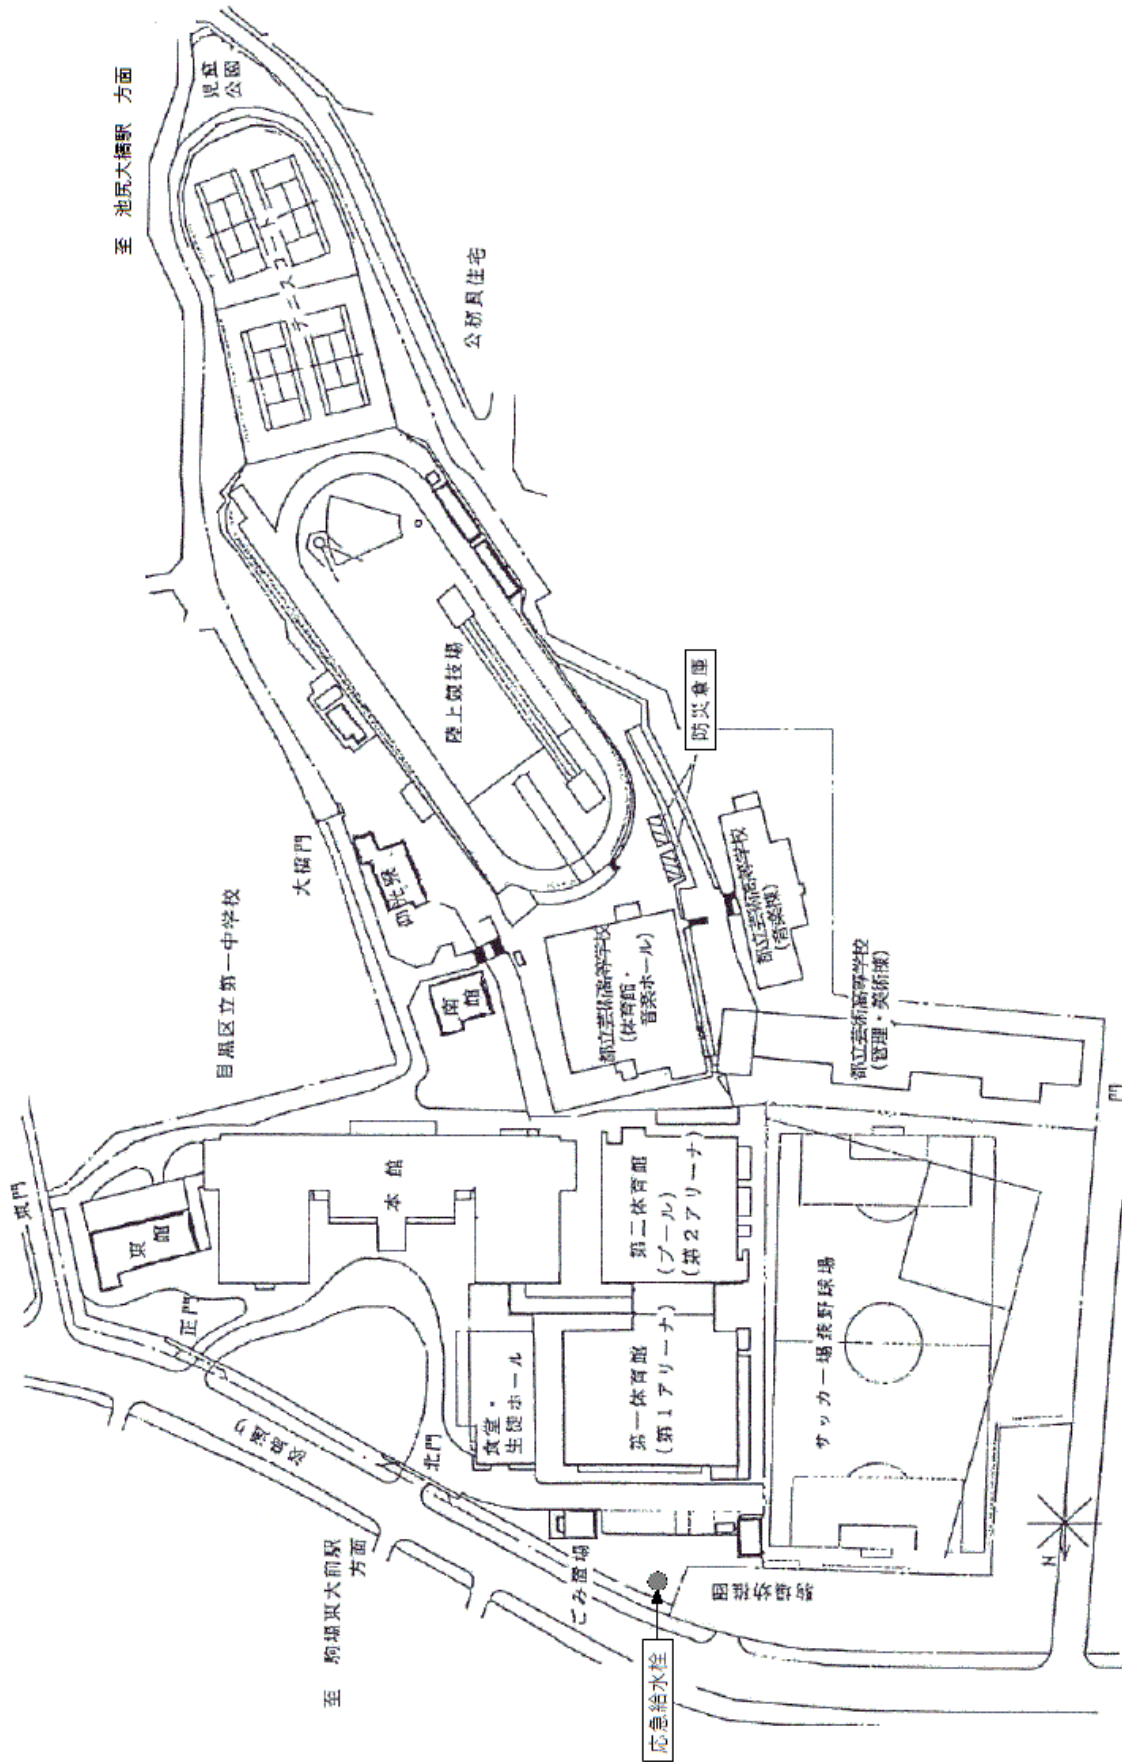 至 池尻大橋駅 方面
児童
公園
テニスコート
公務員住宅
陸上競技場
防災倉庫
大橋門
目黒区立第一中学校
南館
都立芸術高等学校
(体育館・
音楽ホール)
都立芸術高等学校
(音楽棟)
都立芸術高等学校
(管理・美術棟)
門
東門
東館
本館
正門
第二体育館
(プール)
(第2アリーナ)
第一体育館
(第1アリーナ)
食堂・
生徒ホール
北門
サッカー場兼野球場
至 駒場東大前駅
方面
ごみ置場
駒場幼稚園
応急給水栓
N